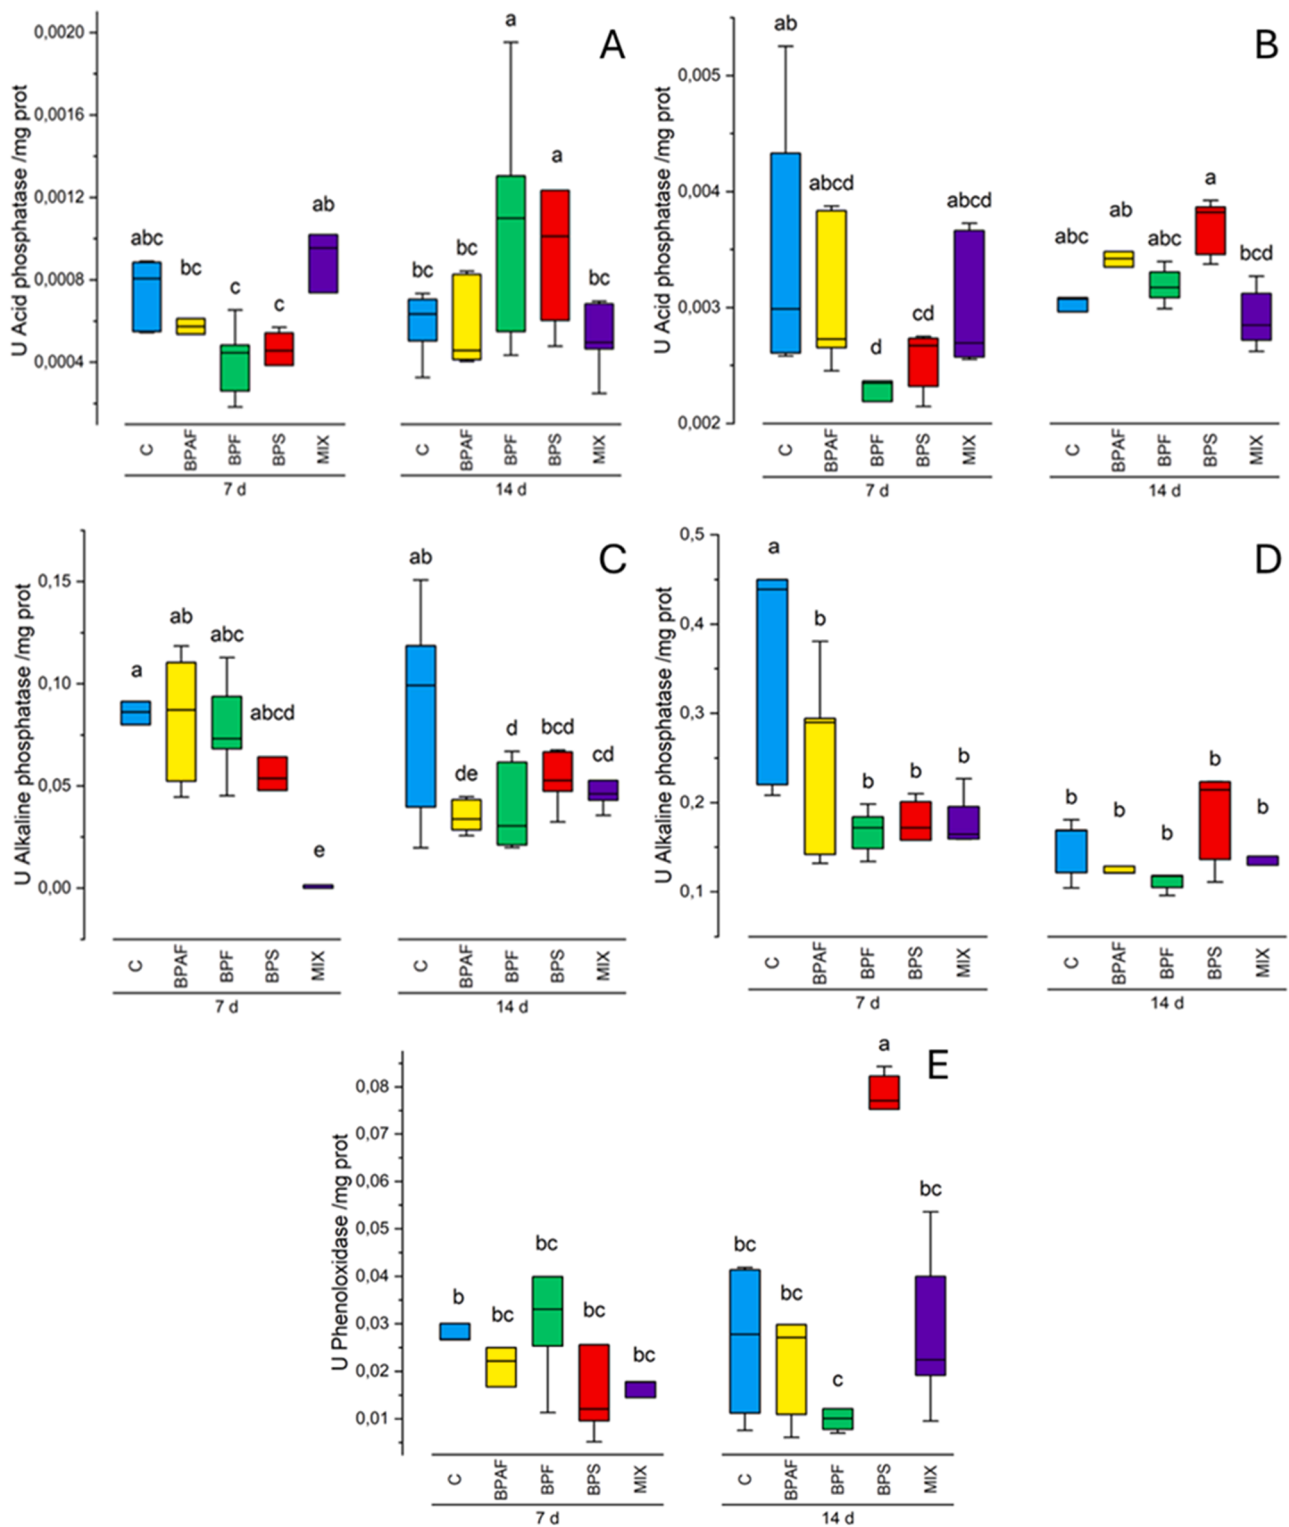 A
U Acid phosphatase /mg prot
0,0020
0,0016
0,0012
0,0008
0,0004
abc
bc
c
c
ab
bc
bc
a
a
bc
C
BPAF
BPF
BPS
MIX
C
BPAF
BPF
BPS
MIX
7 d
14 d
B
U Acid phosphatase /mg prot
0,005
0,004
0,003
0,002
ab
abcd
d
cd
abcd
abc
ab
abc
a
bcd
C
BPAF
BPF
BPS
MIX
C
BPAF
BPF
BPS
MIX
7 d
14 d
C
U Alkaline phosphatase /mg prot
0,15
0,10
0,05
0,00
a
ab
abc
abcd
e
ab
de
d
bcd
cd
C
BPAF
BPF
BPS
MIX
C
BPAF
BPF
BPS
MIX
7 d
14 d
D
U Alkaline phosphatase /mg prot
0,5
0,4
0,3
0,2
0,1
a
b
b
b
b
b
b
b
b
b
C
BPAF
BPF
BPS
MIX
C
BPAF
BPF
BPS
MIX
7 d
14 d
E
U Phenoloxidase /mg prot
0,08
0,07
0,06
0,05
0,04
0,03
0,02
0,01
b
bc
bc
bc
bc
bc
bc
c
a
bc
C
BPAF
BPF
BPS
MIX
C
BPAF
BPF
BPS
MIX
7 d
14 d